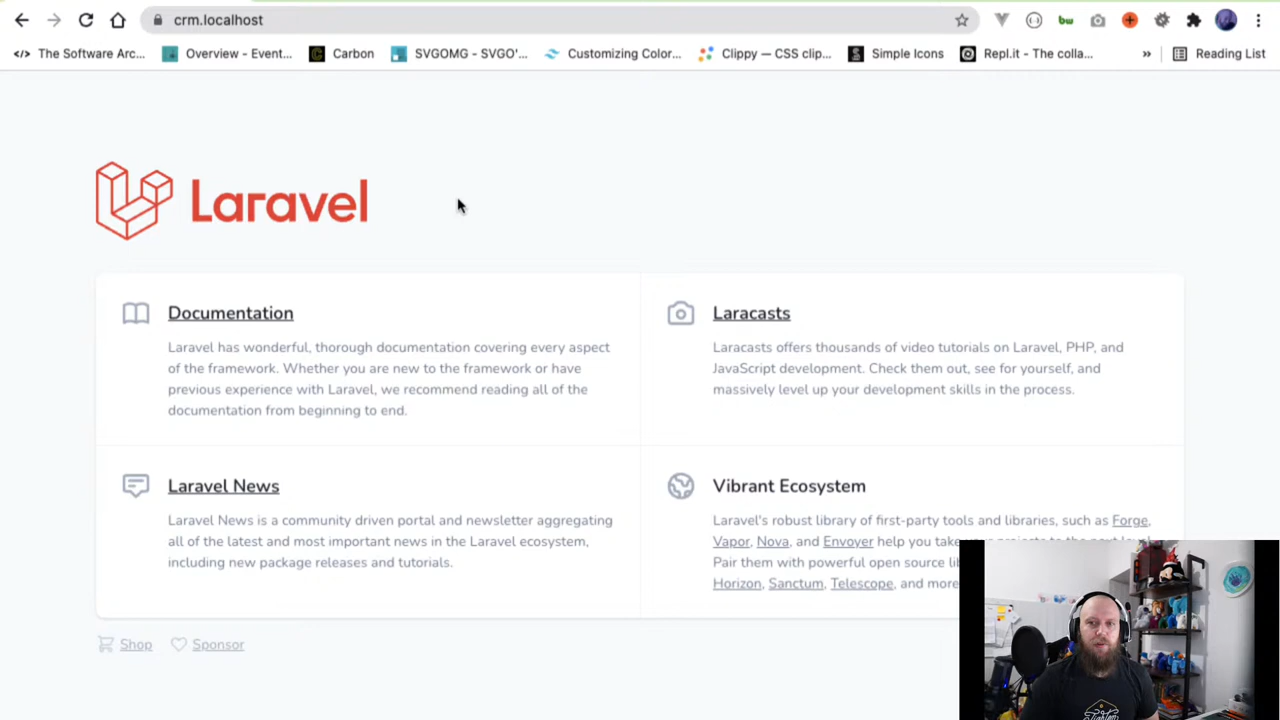 crm.localhost
bw
The Software Arc...
Overview - Event...
Carbon
SVGOMG - SVGO'...
Customizing Color...
Clippy — CSS clip...
Simple Icons
Repl.it - The colla...
»
Reading List
Laravel
Documentation
Laravel has wonderful, thorough documentation covering every aspect
of the framework. Whether you are new to the framework or have
previous experience with Laravel, we recommend reading all of the
documentation from beginning to end.
Laracasts
Laracasts offers thousands of video tutorials on Laravel, PHP, and
JavaScript development. Check them out, see for yourself, and
massively level up your development skills in the process.
Laravel News
Laravel News is a community driven portal and newsletter aggregating
all of the latest and most important news in the Laravel ecosystem,
including new package releases and tutorials.
Vibrant Ecosystem
Laravel's robust library of first-party tools and libraries, such as Forge,
Vapor, Nova, and Envoyer help you take
Pair them with powerful open source
Horizon, Sanctum, Telescope, and more
Shop
Sponsor